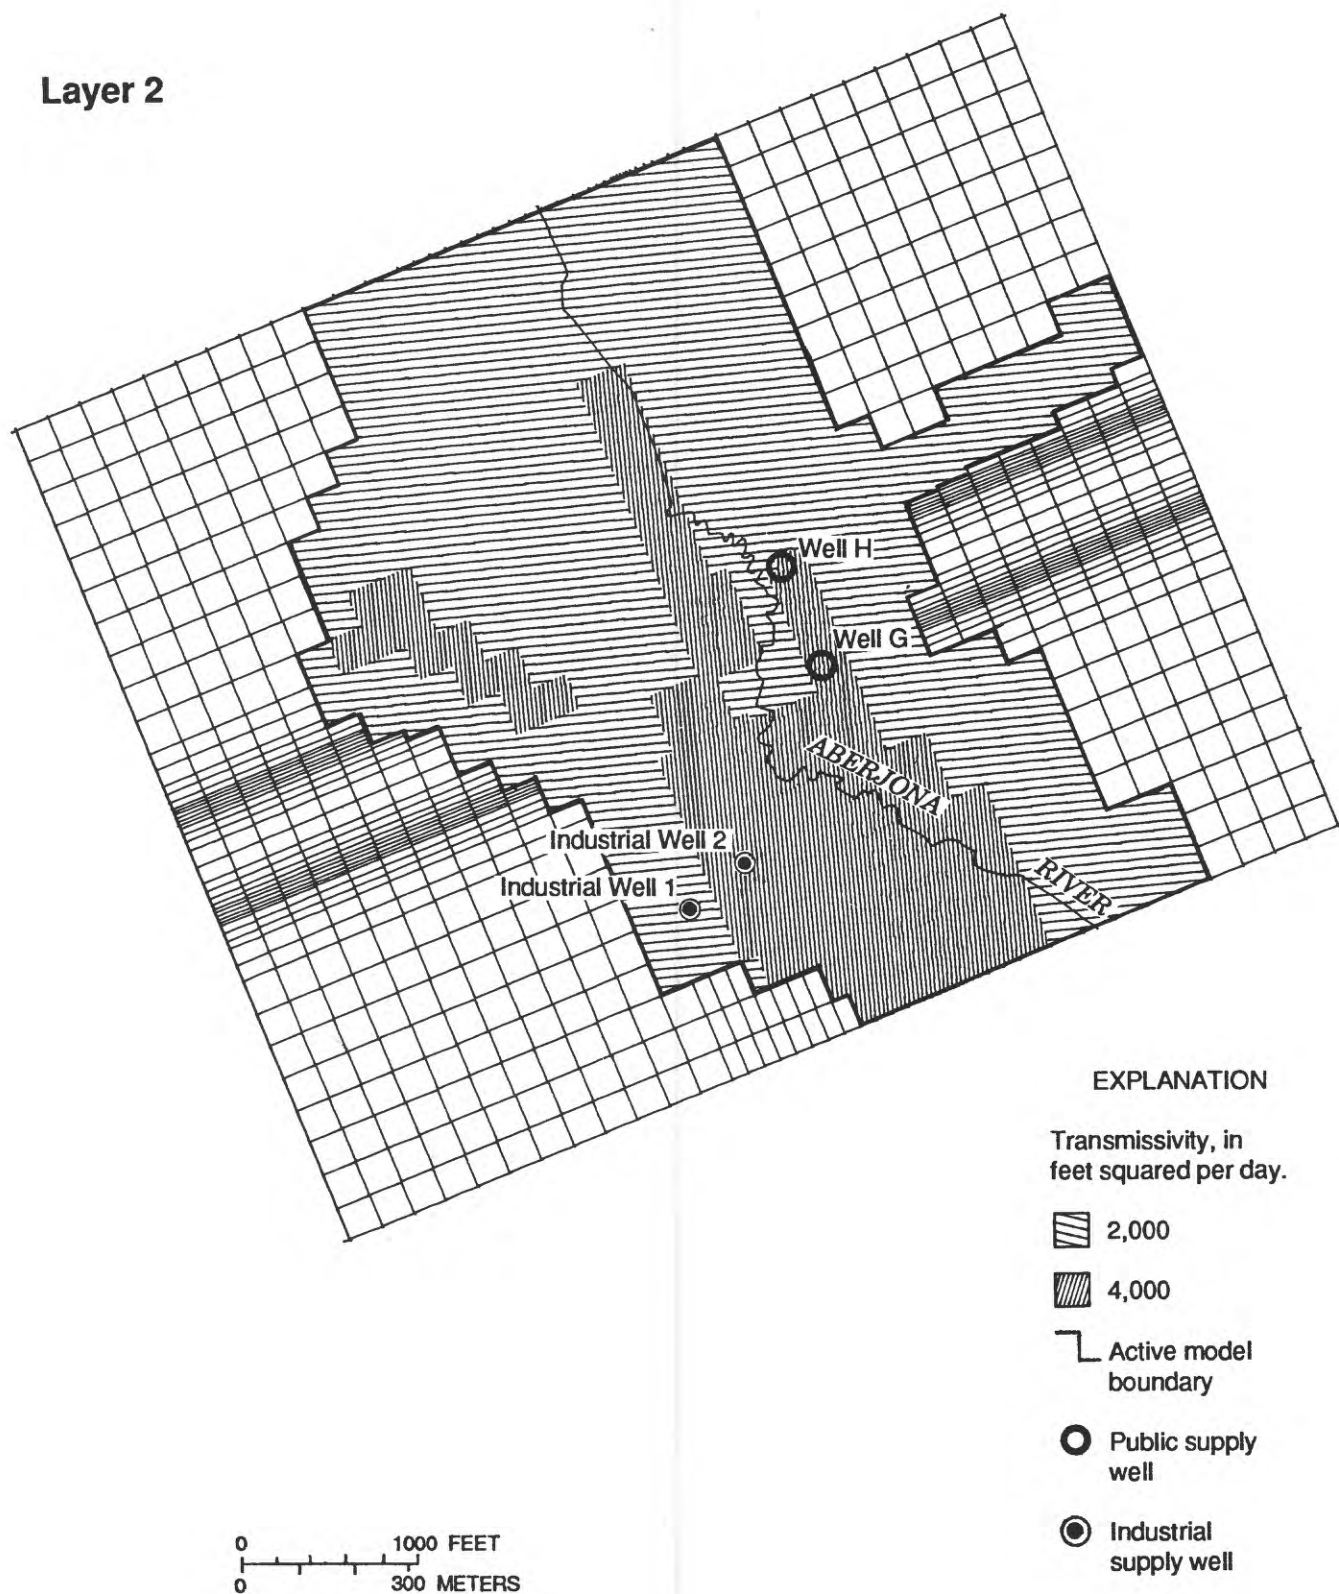 Layer 2
Well H
Well G
ABERJONA
RIVER
Industrial Well 2
Industrial Well 1
EXPLANATION
Transmissivity, in
feet squared per day.
2,000
4,000
Active model
boundary
Public supply
well
Industrial
supply well
0 1000 FEET
0 300 METERS